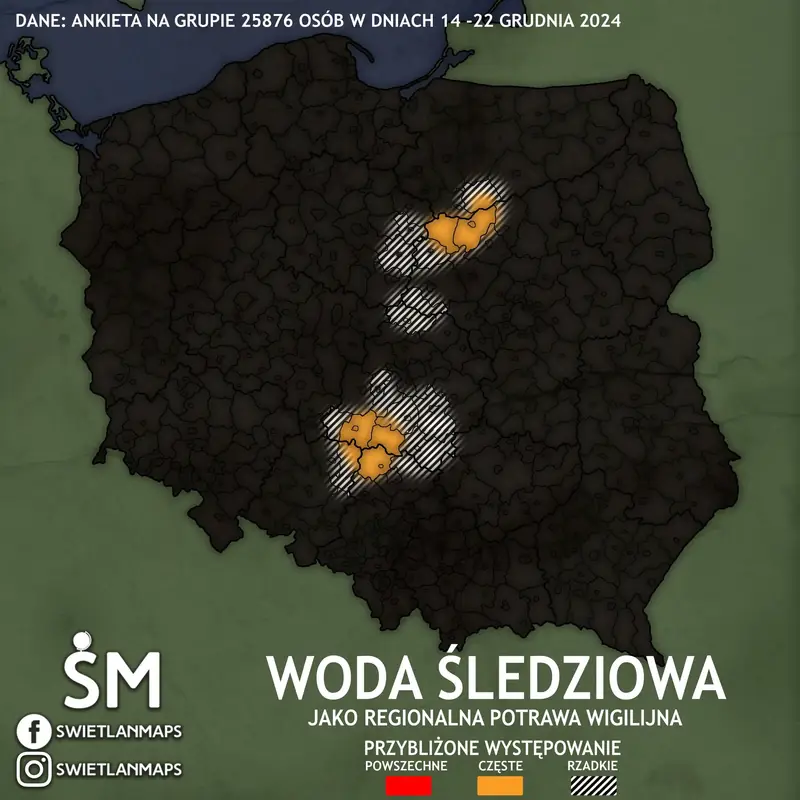 DANE: ANKIETA NA GRUPIE 25876 OSÓB W DNIACH 14 -22 GRUDNIA 2024
ŚM
SWIETLANMAPS
SWIETLANMAPS
WODA ŚLEDZIOWA
JAKO REGIONALNA POTRAWA WIGILIJNA
PRZYBLIŻONE WYSTĘPOWANIE
POWSZECHNE CZĘSTE RZADKIE